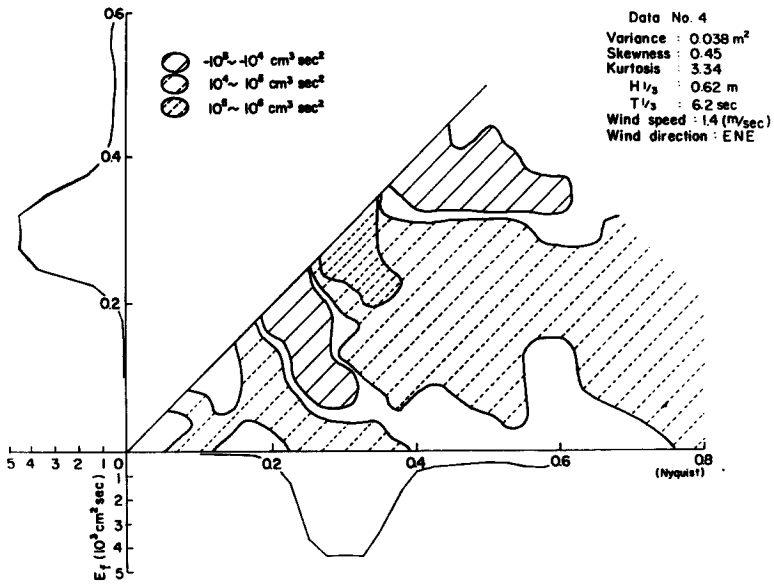 Data No. 4
Variance : 0.038 m²
Skewness : 0.45
Kurtosis : 3.34
H 1/3 : 0.62 m
T 1/3 : 6.2 sec
Wind speed : 1.4 (m/sec)
Wind direction : ENE
-10⁵~-10⁴ cm³ sec²
10⁴~10⁵ cm³ sec²
10⁵~10⁶ cm³ sec²
0.6
0.4
0.2
5 4 3 2 1 0
0.2 0.4 0.6 0.8
(Nyquist)
1
2
3
4
5
E_f (10³ cm² sec)